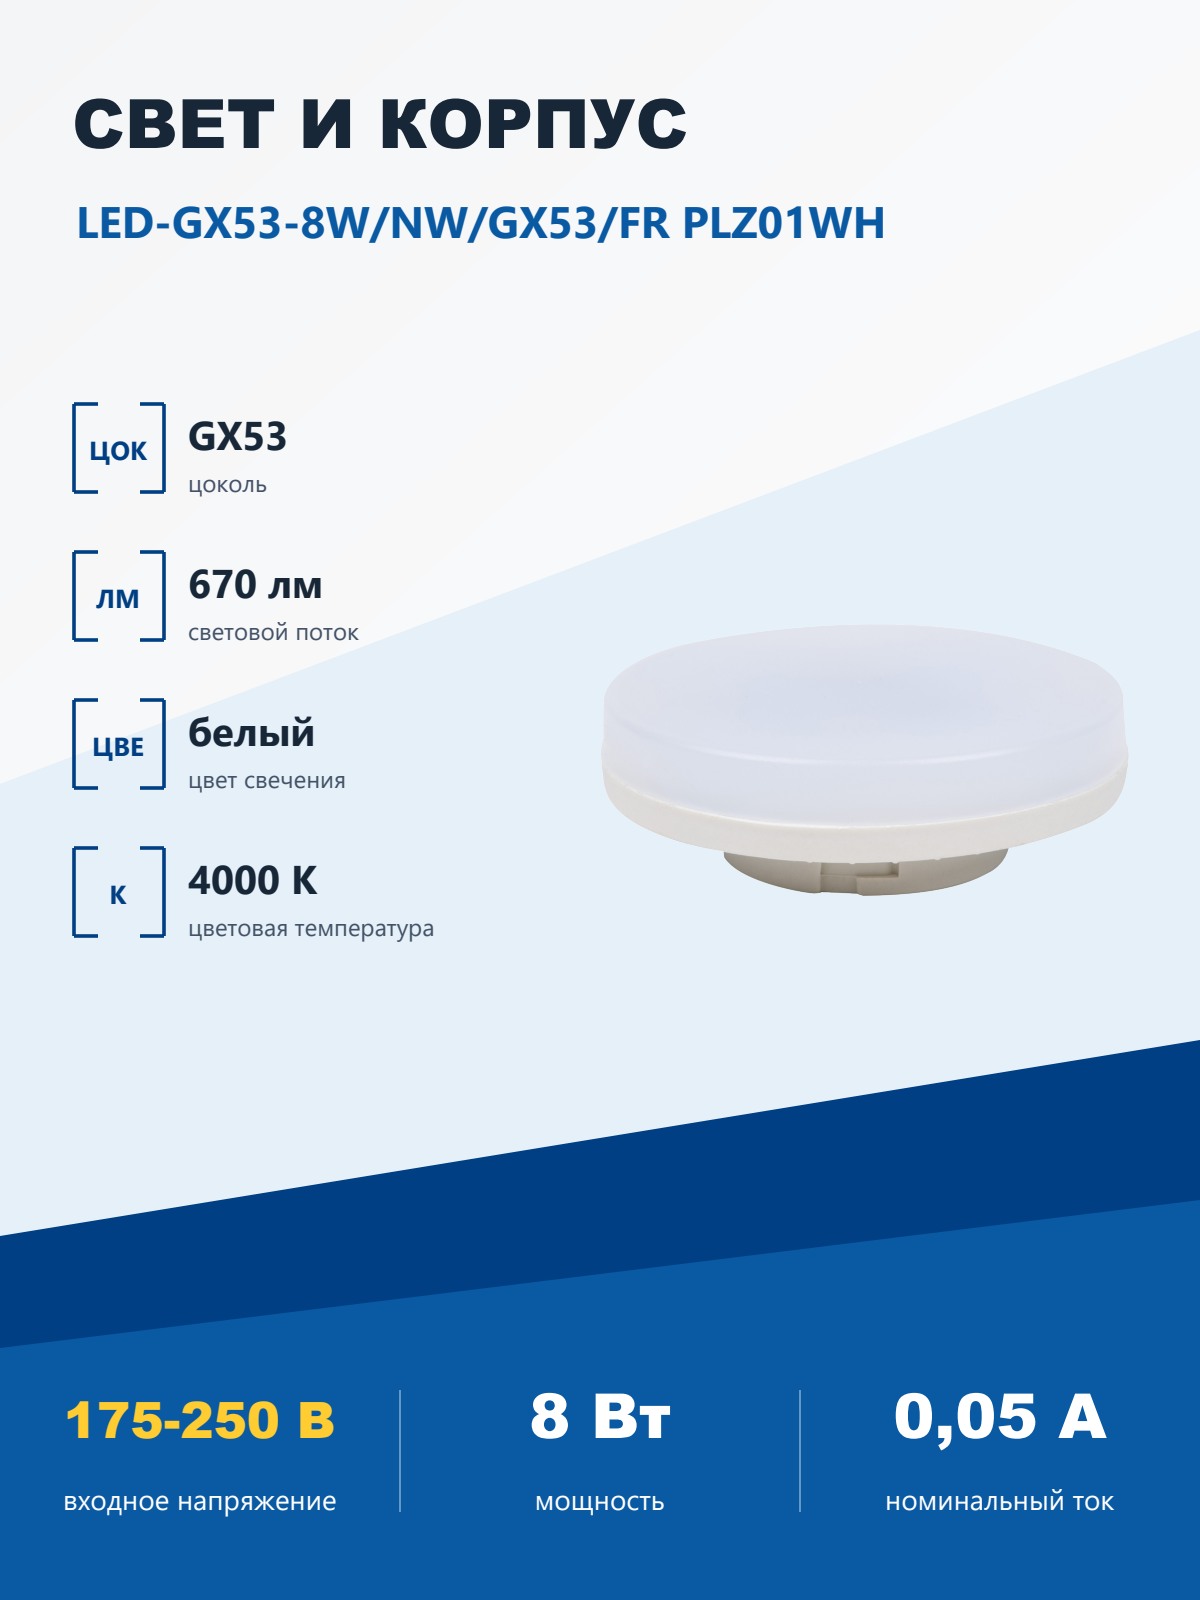 СВЕТ И КОРПУС
LED-GX53-8W/NW/GX53/FR PLZ01WH
ЦОК
GX53
цоколь
ЛМ
670 лм
световой поток
ЦВЕ
белый
цвет свечения
К
4000 К
цветовая температура
175-250 В
входное напряжение
8 Вт
мощность
0,05 А
номинальный ток